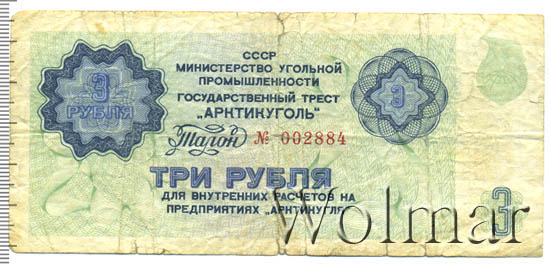 СССР
МИНИСТЕРСТВО УГОЛЬНОЙ
ПРОМЫШЛЕННОСТИ
ГОСУДАРСТВЕННЫЙ ТРЕСТ
„АРКТИКУГОЛЬ"
3
РУБЛЯ
3
Талон № 002884
ТРИ РУБЛЯ
ДЛЯ ВНУТРЕННИХ РАСЧЕТОВ НА
ПРЕДПРИЯТИЯХ „АРКТИКУГЛЯ"
3
Wolmar